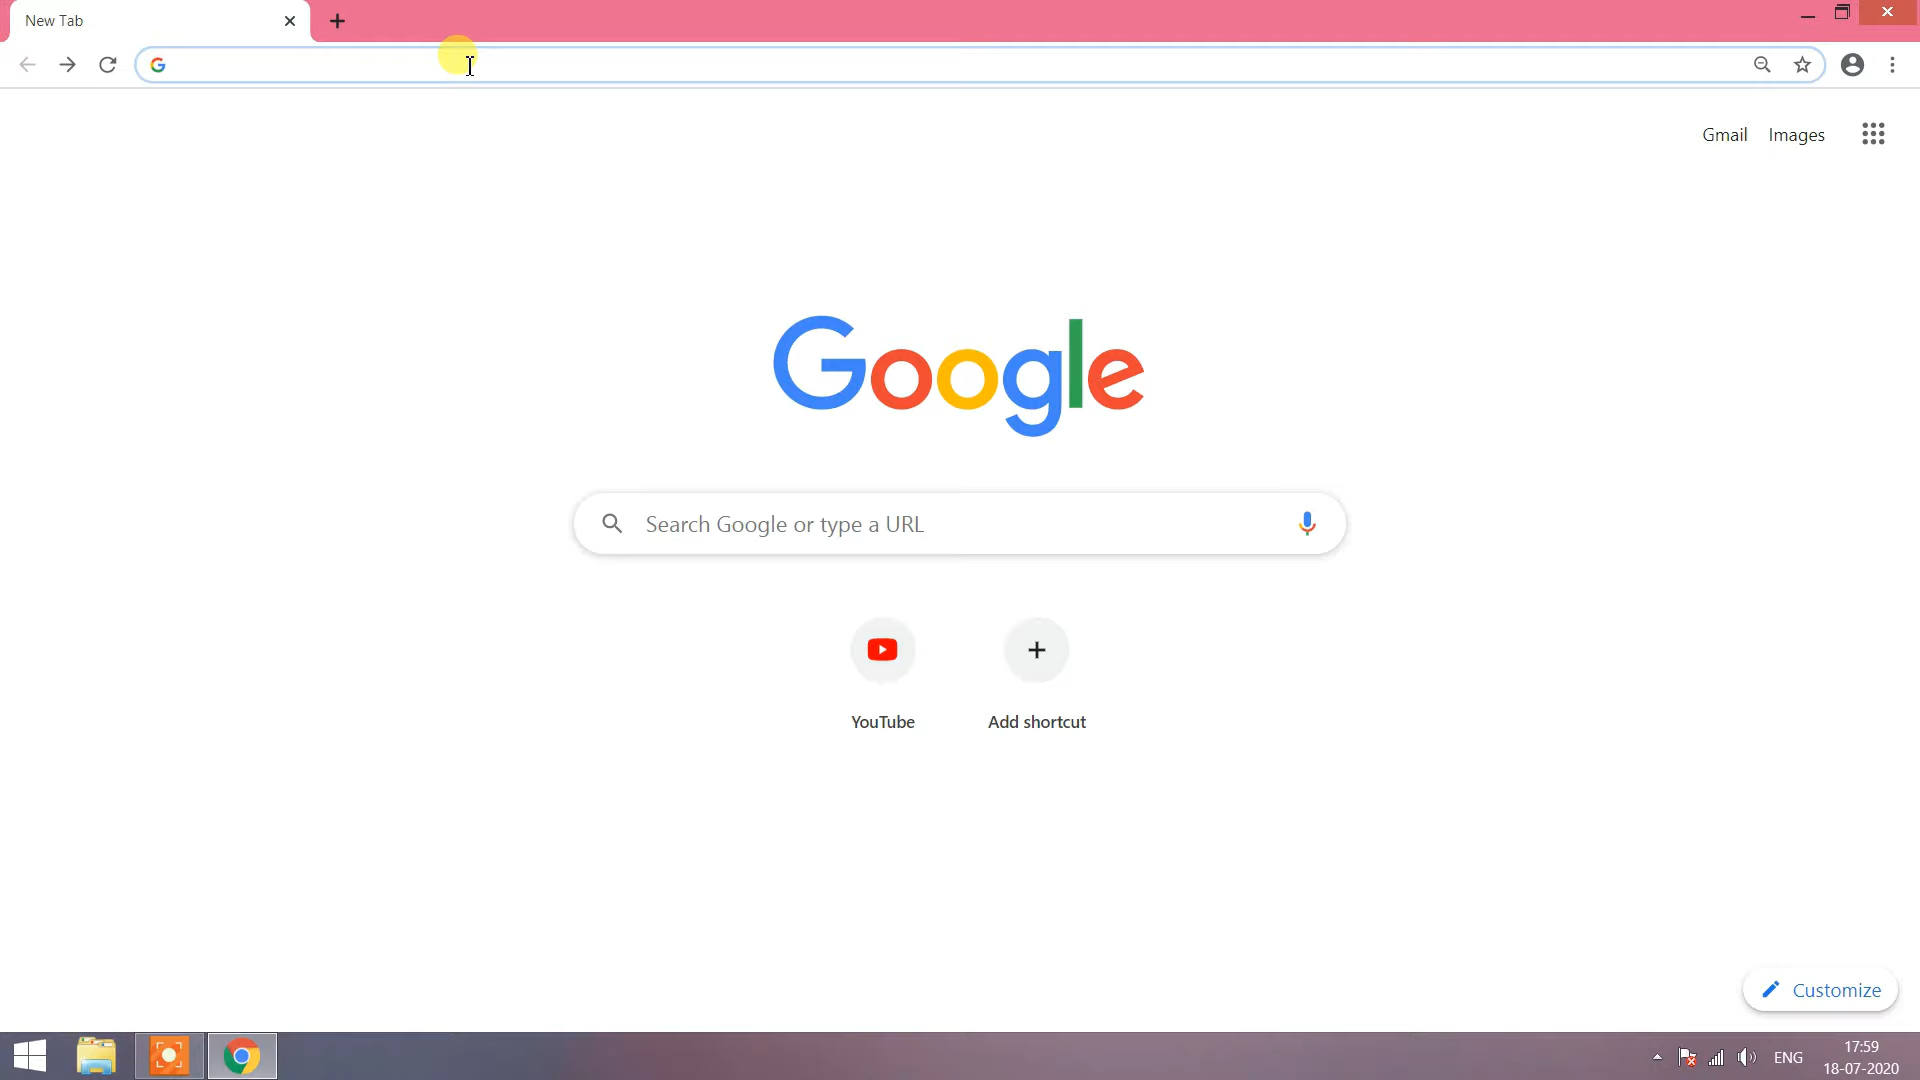 New Tab
Gmail Images
Google
Search Google or type a URL
YouTube Add shortcut
Customize
ENG
17:59
18-07-2020